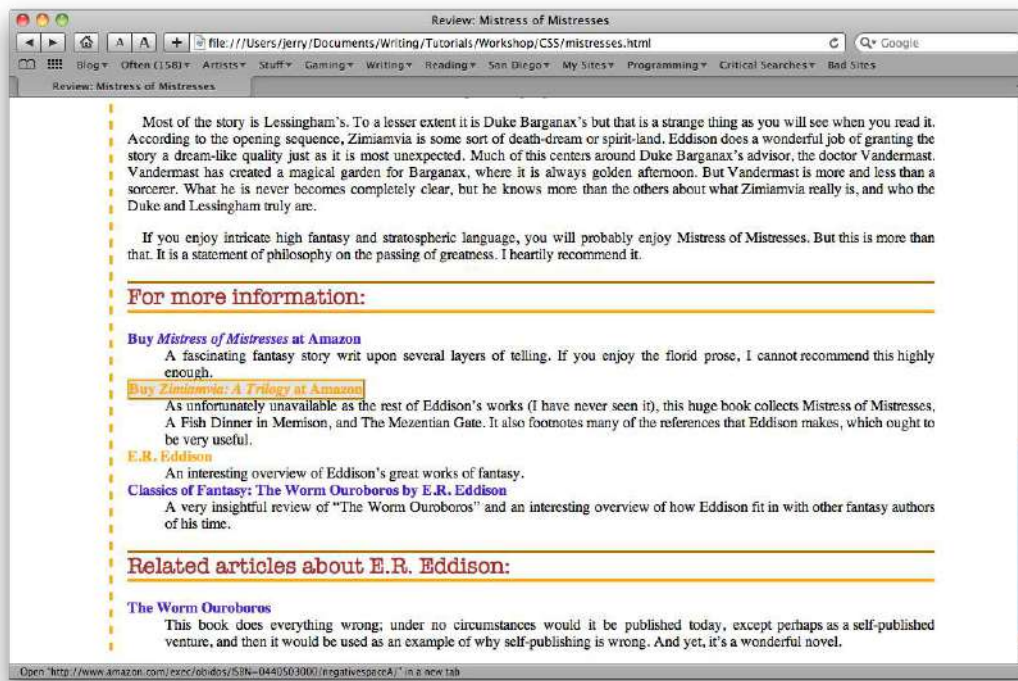 Review: Mistress of Mistresses
A A + file:///Users/jerry/Documents/Writing/Tutorials/Workshop/CSS/mistresses.html Google
Blog Often (158) Artists Stuff Gaming Writing Reading San Diego My Sites Programming Critical Searches Bad Sites
Review: Mistress of Mistresses
Most of the story is Lessingham's. To a lesser extent it is Duke Barganax's but that is a strange thing as you will see when you read it.
According to the opening sequence, Zimiamvia is some sort of death-dream or spirit-land. Eddison does a wonderful job of granting the
story a dream-like quality just as it is most unexpected. Much of this centers around Duke Barganax's advisor, the doctor Vandermast.
Vandermast has created a magical garden for Barganax, where it is always golden afternoon. But Vandermast is more and less than a
sorcerer. What he is never becomes completely clear, but he knows more than the others about what Zimiamvia really is, and who the
Duke and Lessingham truly are.
If you enjoy intricate high fantasy and stratospheric language, you will probably enjoy Mistress of Mistresses. But this is more than
that. It is a statement of philosophy on the passing of greatness. I heartily recommend it.
For more information:
Buy Mistress of Mistresses at Amazon
A fascinating fantasy story writ upon several layers of telling. If you enjoy the florid prose, I cannot recommend this highly
enough.
Buy Zimiamvia: A Trilogy at Amazon
As unfortunately unavailable as the rest of Eddison's works (I have never seen it), this huge book collects Mistress of Mistresses,
A Fish Dinner in Memison, and The Mezentian Gate. It also footnotes many of the references that Eddison makes, which ought to
be very useful.
E.R. Eddison
An interesting overview of Eddison's great works of fantasy.
Classics of Fantasy: The Worm Ouroboros by E.R. Eddison
A very insightful review of “The Worm Ouroboros” and an interesting overview of how Eddison fit in with other fantasy authors
of his time.
Related articles about E.R. Eddison:
The Worm Ouroboros
This book does everything wrong; under no circumstances would it be published today, except perhaps as a self-published
venture, and then it would be used as an example of why self-publishing is wrong. And yet, it's a wonderful novel.
Open "http://www.amazon.com/exec/obidos/ISBN=0440503000/negativespaceA/" in a new tab